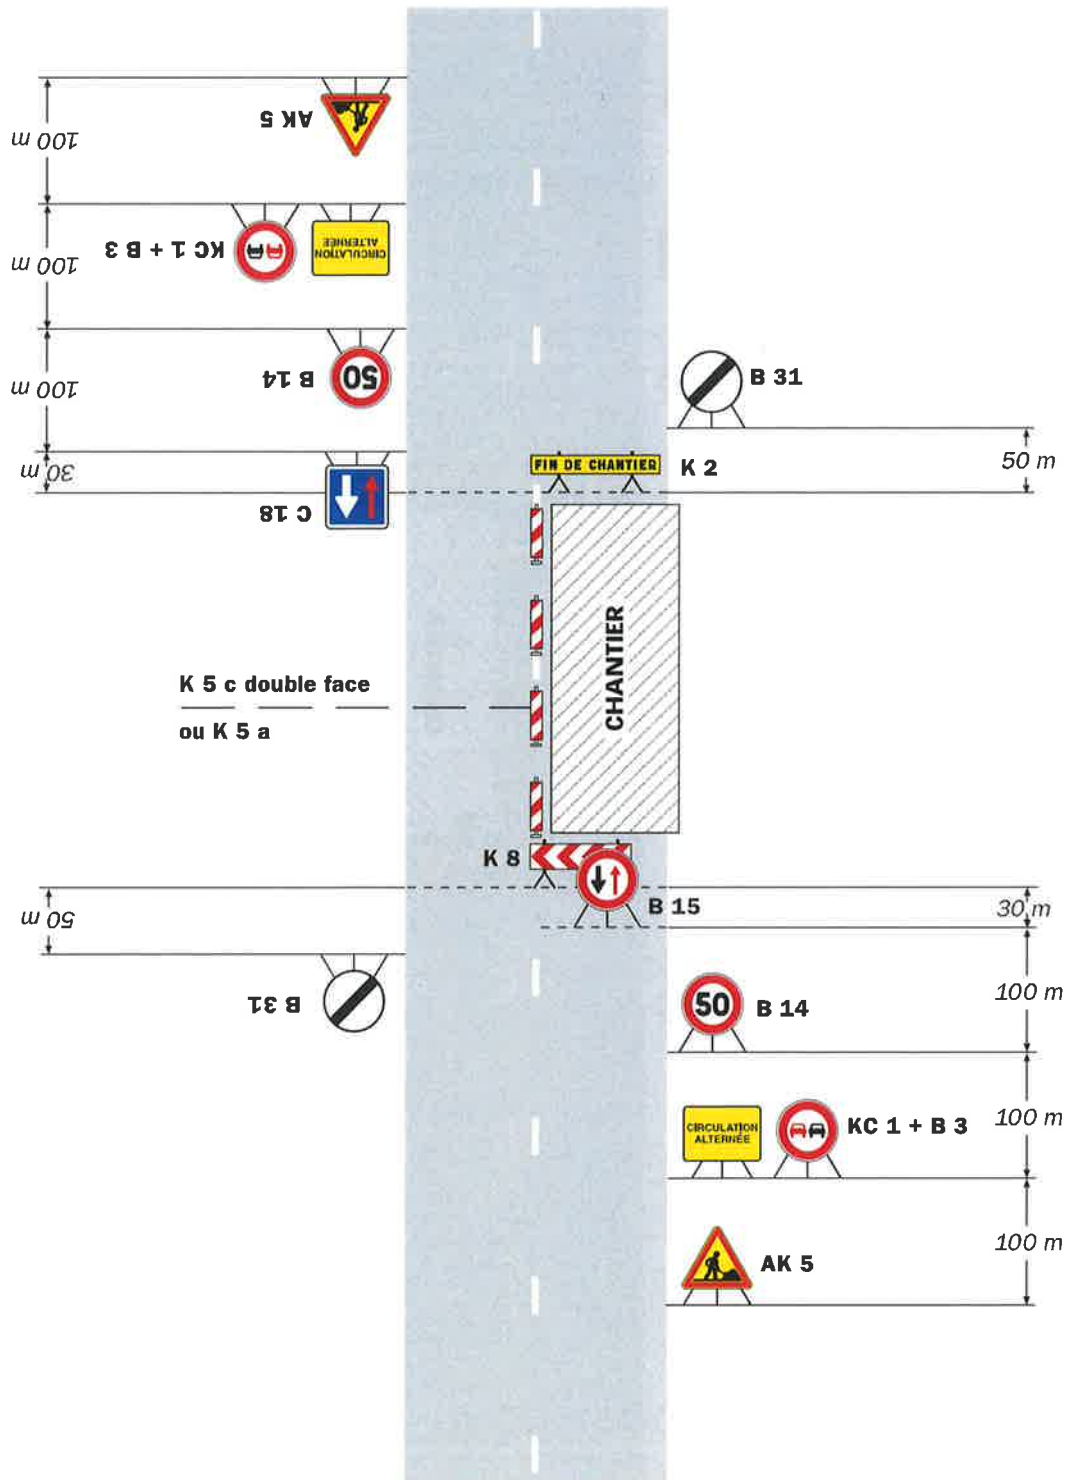 AK 5
100 m
KC 1 + B 3
CIRCULATION
ALTERNÉE
100 m
B 14
50
100 m
B 31
50 m
30 m
C 18
FIN DE CHANTIER
K 2
CHANTIER
K 5 c double face
ou K 5 a
K 8
B 15
30 m
50 m
B 31
50
B 14
100 m
CIRCULATION
ALTERNÉE
KC 1 + B 3
100 m
AK 5
100 m